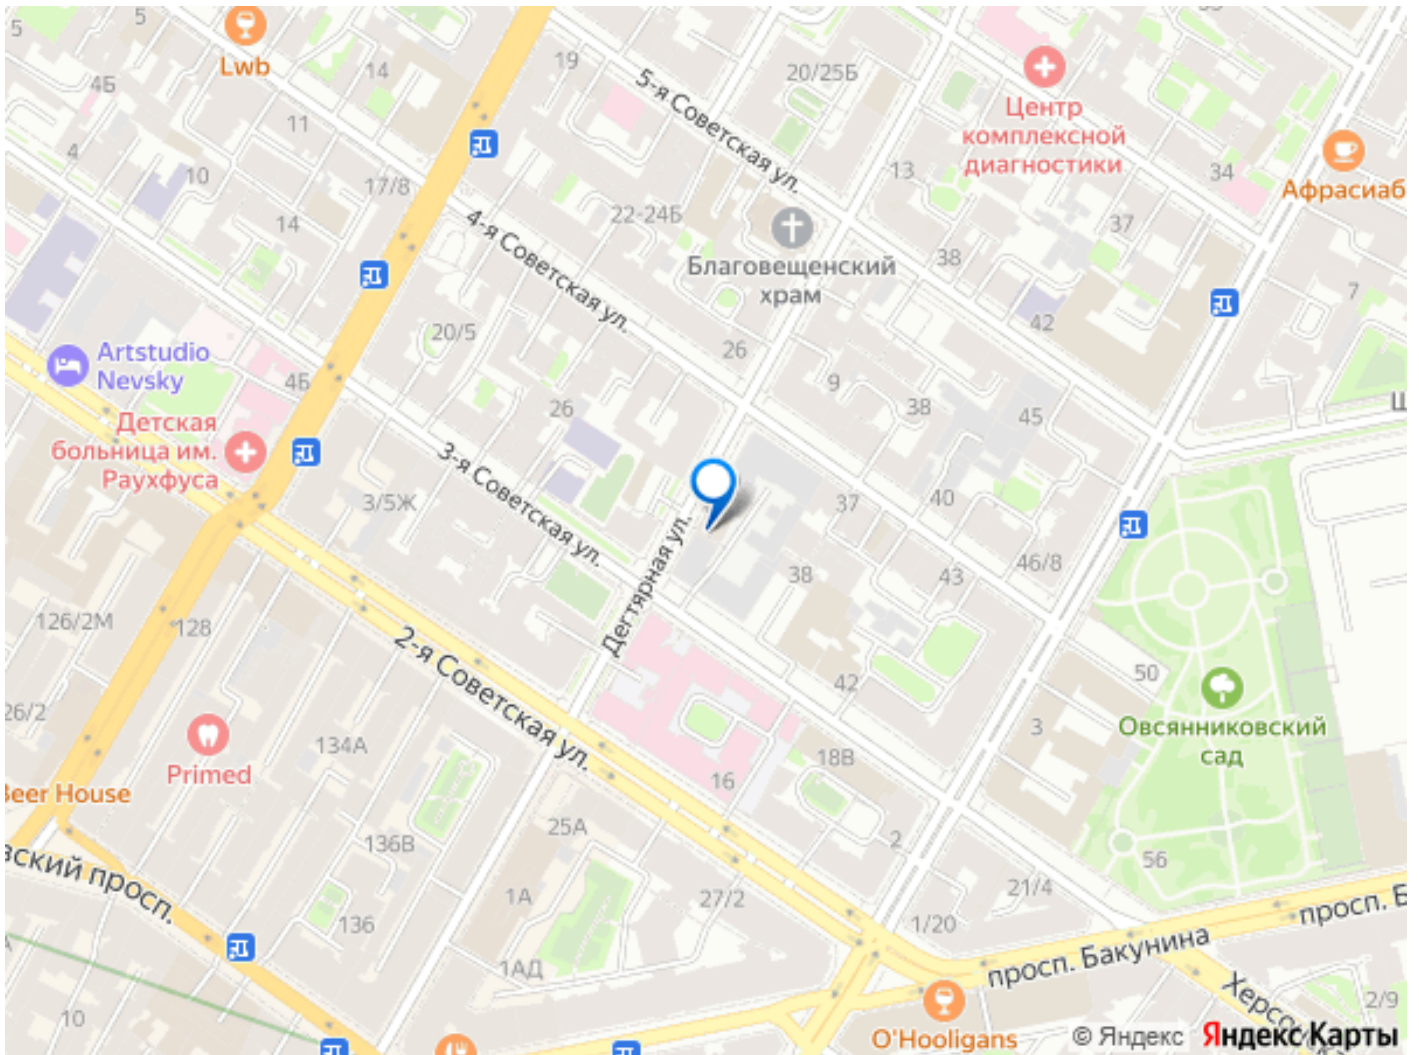 5
5
Lwb
14
4Б
11
4
10
17/8
14
19
5-я Советская ул.
20/25Б
Центр
комплексной
диагностики
13
34
Афрасиаб
37
22-24Б
4-я Советская ул.
Благовещенский
храм
38
42
7
20/5
26
Artstudio
Nevsky
4Б
Детская
больница им.
Раухфуса
26
9
38
45
3-я Советская ул.
3/5Ж
37
40
Дегтярная ул.
38
43
46/8
126/2М
128
2-я Советская ул.
42
50
3
Овсянниковский
сад
26/2
134А
Primed
18В
16
Beer House
25А
136В
2
56
вский просп.
1А
27/2
21/4
1/20
136
просп. Б
просп. Бакунина
1АД
10
O'Hooligans
2/9
© Яндекс Яндекс Карты